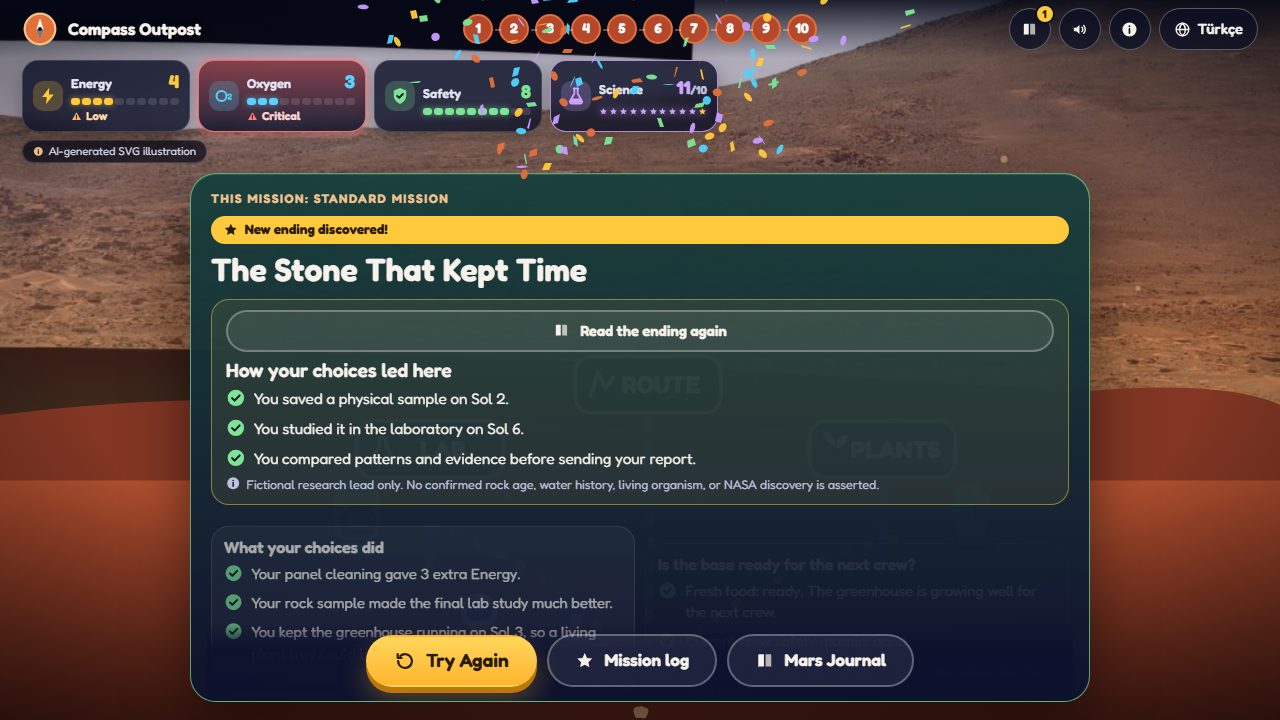 Compass Outpost
1 2 3 4 5 6 7 8 9 10
1
Türkçe
Energy 4
Low
Oxygen 3
O2
Critical
Safety 8
Science 11/10
AI-generated SVG illustration
THIS MISSION: STANDARD MISSION
New ending discovered!
The Stone That Kept Time
Read the ending again
How your choices led here
ROUTE
You saved a physical sample on Sol 2.
You studied it in the laboratory on Sol 6.
LAB
PLANTS
You compared patterns and evidence before sending your report.
Fictional research lead only. No confirmed rock age, water history, living organism, or NASA discovery is asserted.
What your choices did
Your panel cleaning gave 3 extra Energy.
Your rock sample made the final lab study much better.
You kept the greenhouse running on Sol 3, so a living
Is the base ready for the next crew?
Fresh food: ready. The greenhouse is growing well for
the next crew.
Try Again
Mission log
Mars Journal